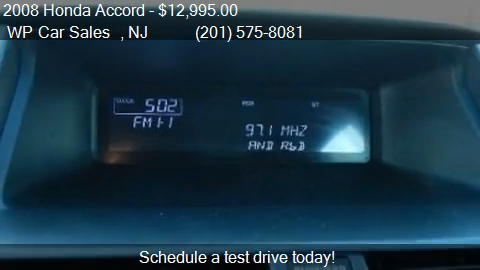 2008 Honda Accord - $12,995.00
WP Car Sales , NJ (201) 575-8081
502
FM1-1
97.1 MHZ
AND R&B
Schedule a test drive today!